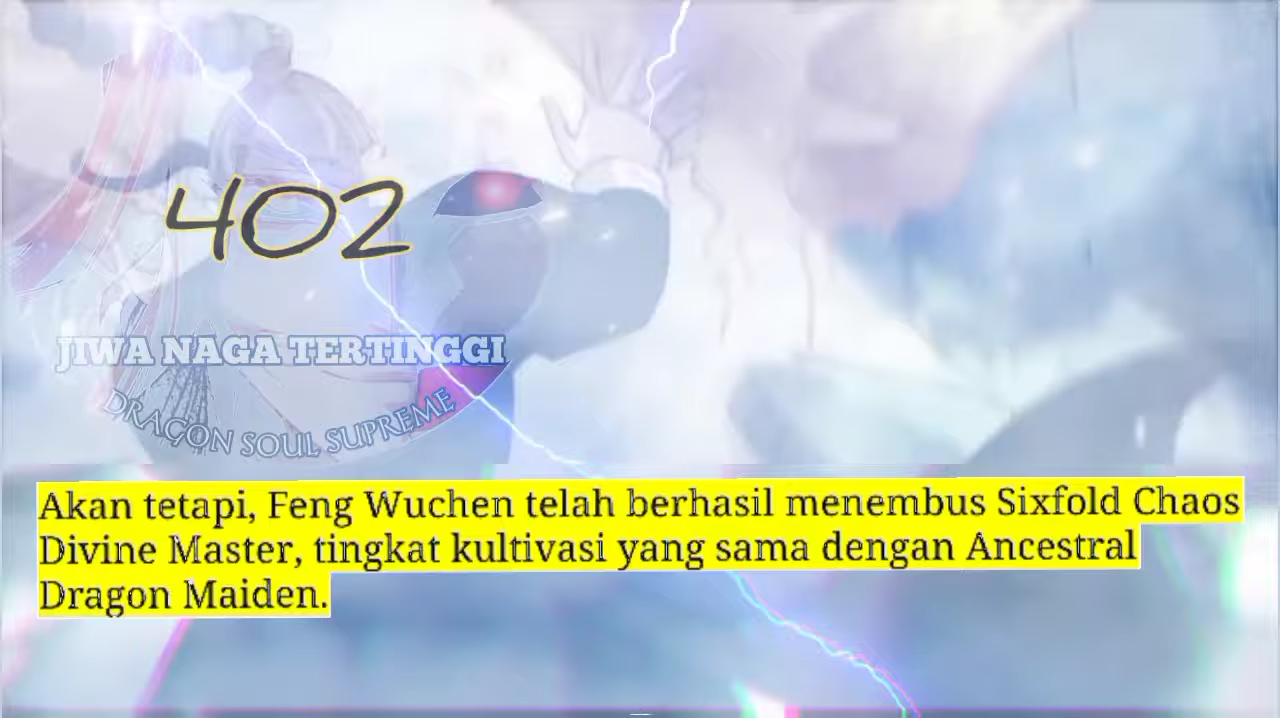 402
JIWA NAGA TERTINGGI
DRAGON SOUL SUPREME
Akan tetapi, Feng Wuchen telah berhasil menembus Sixfold Chaos
Divine Master, tingkat kultivasi yang sama dengan Ancestral
Dragon Maiden.